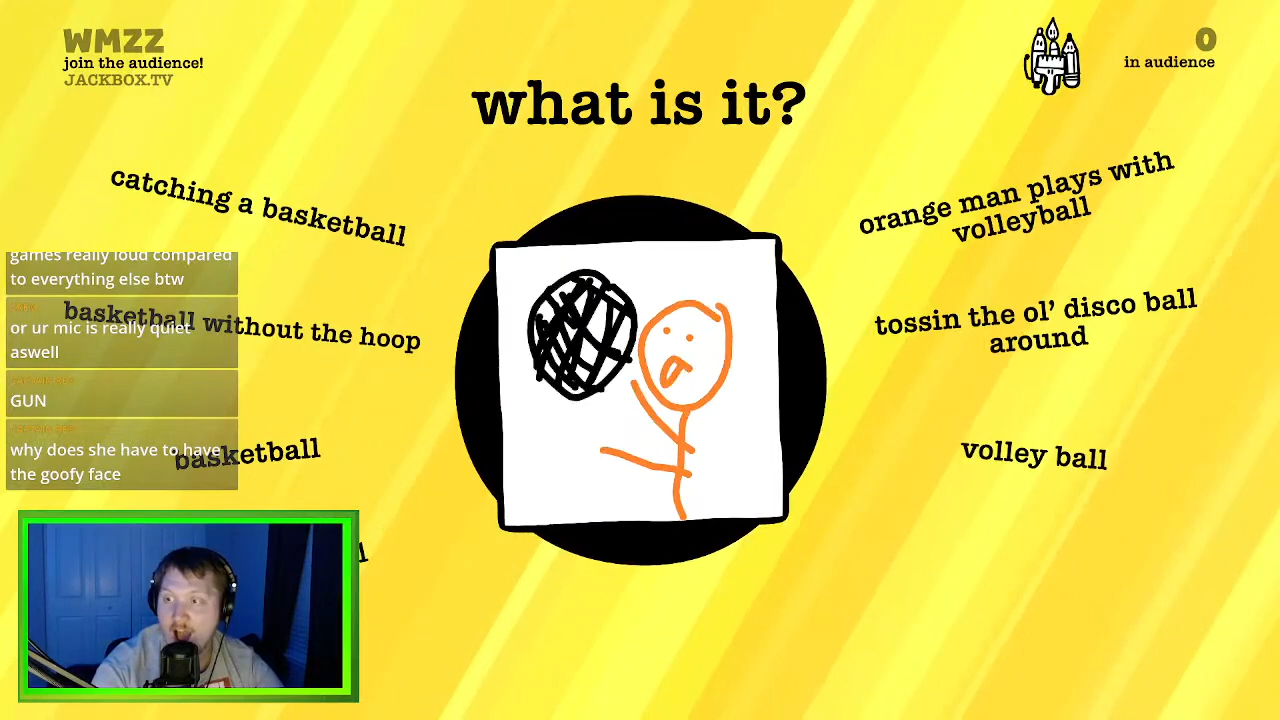 WMZZ
join the audience!
JACKBOX.TV
0
in audience
what is it?
catching a basketball
orange man plays with
volleyball
games really loud compared
to everything else btw
basketball without the hoop
or ur mic is really quiet
aswell
tossin the ol' disco ball
around
GUN
why does she have to have
the goofy face
basketball
volley ball